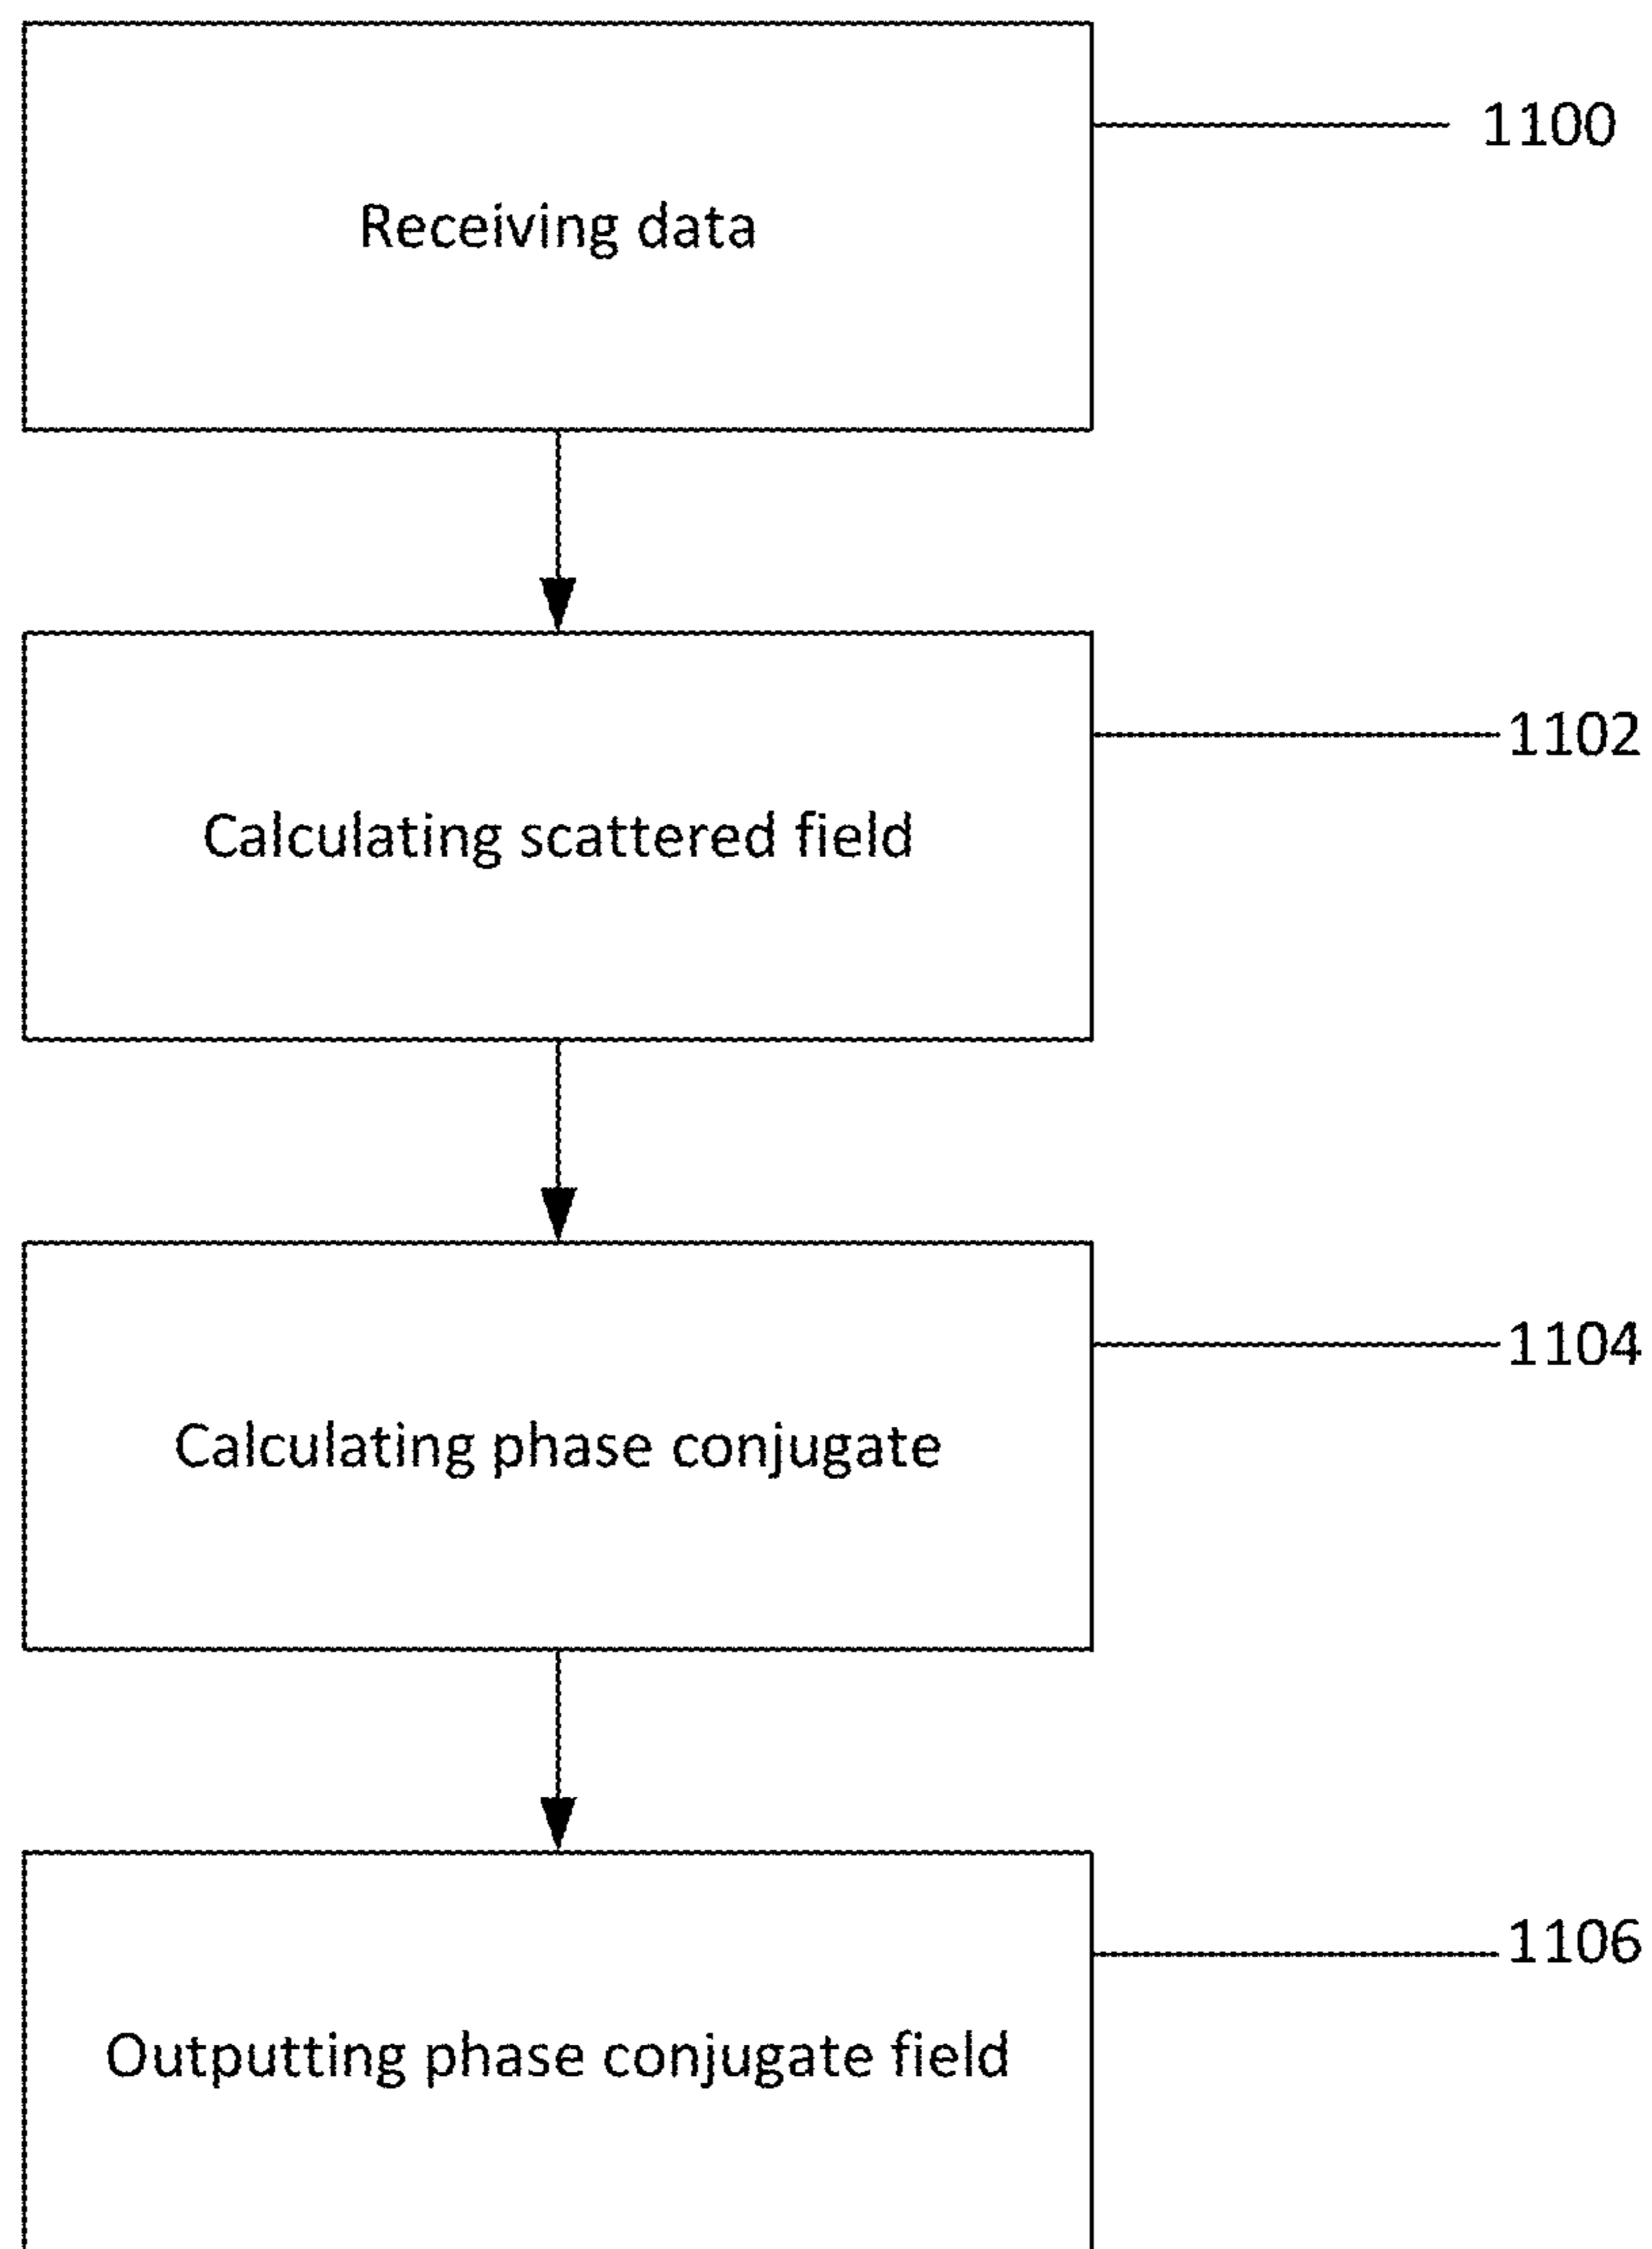 Receiving data
1100
Calculating scattered field
1102
Calculating phase conjugate
1104
Outputting phase conjugate field
1106